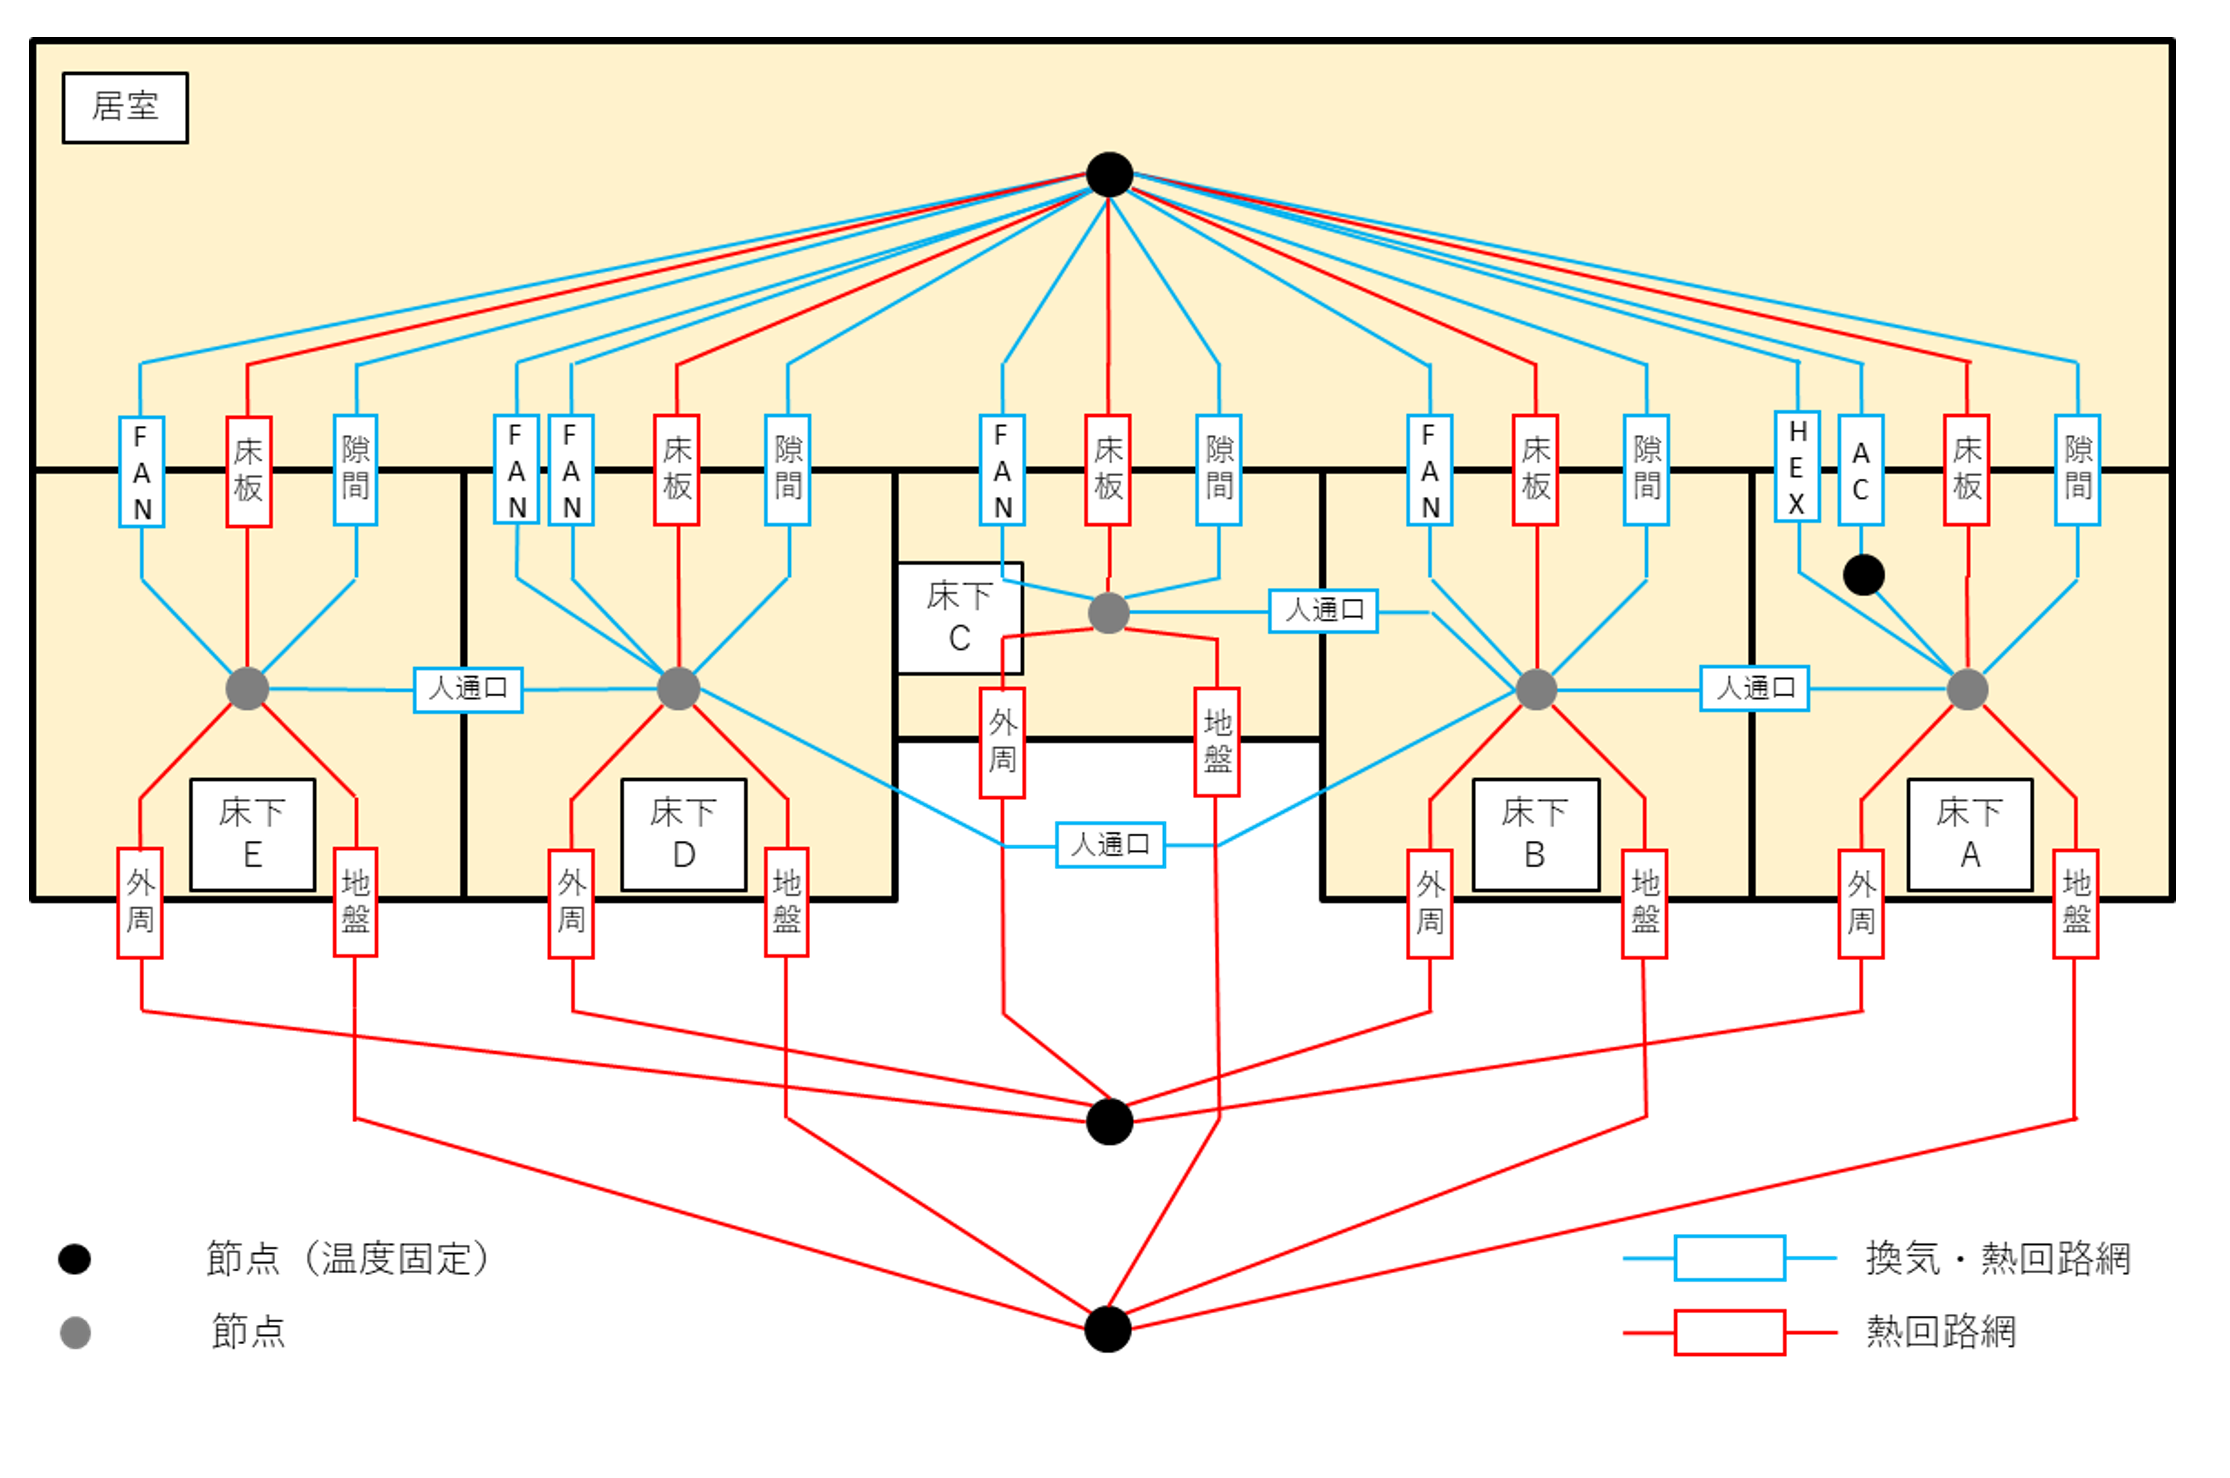 居室
FAN
床板
隙間
FAN
FAN
床板
隙間
FAN
床板
隙間
FAN
床板
隙間
HEX
AC
床板
隙間
床下
C
人通口
人通口
人通口
外周
地盤
床下
E
床下
D
人通口
床下
B
床下
A
外周
地盤
外周
地盤
外周
地盤
外周
地盤
節点（温度固定）
換気・熱回路網
節点
熱回路網